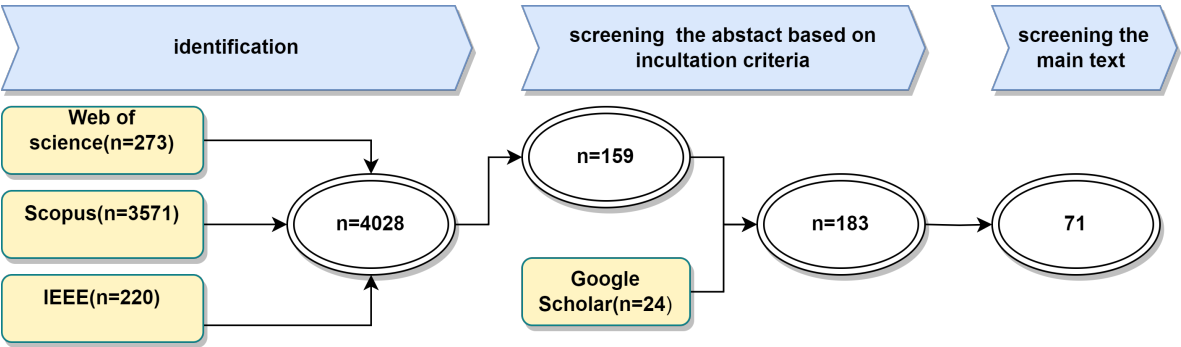 identification
screening the abstact based on
incultation criteria
screening the
main text
Web of
science(n=273)
Scopus(n=3571)
IEEE(n=220)
n=4028
n=159
Google
Scholar(n=24)
n=183
71